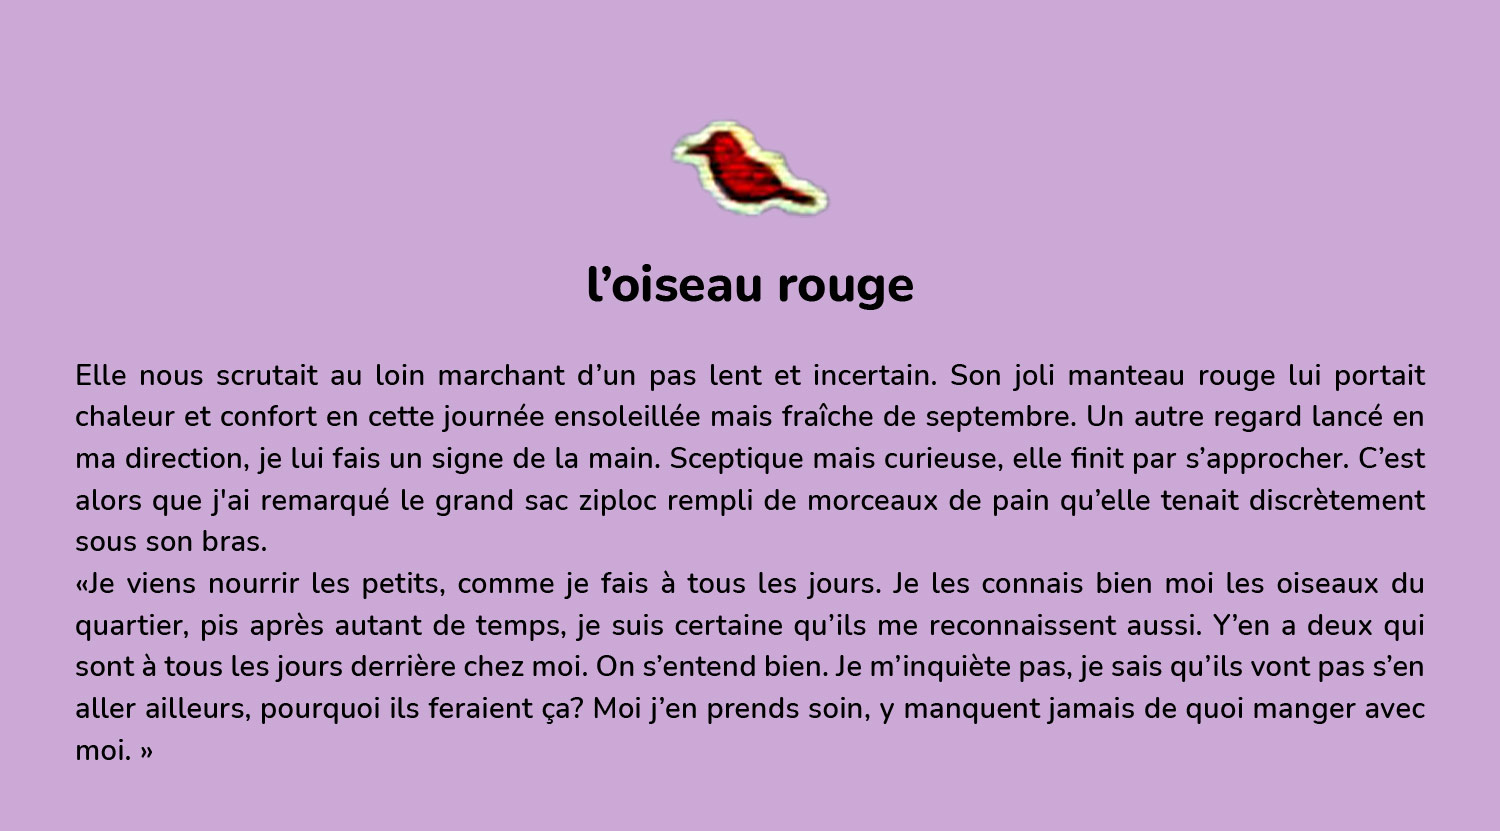 l’oiseau rouge
Elle nous scrutait au loin marchant d’un pas lent et incertain. Son joli manteau rouge lui portait
chaleur et confort en cette journée ensoleillée mais fraîche de septembre. Un autre regard lancé en
ma direction, je lui fais un signe de la main. Sceptique mais curieuse, elle finit par s’approcher. C’est
alors que j'ai remarqué le grand sac ziploc rempli de morceaux de pain qu’elle tenait discrètement
sous son bras.
«Je viens nourrir les petits, comme je fais à tous les jours. Je les connais bien moi les oiseaux du
quartier, pis après autant de temps, je suis certaine qu’ils me reconnaissent aussi. Y’en a deux qui
sont à tous les jours derrière chez moi. On s’entend bien. Je m’inquiète pas, je sais qu’ils vont pas s’en
aller ailleurs, pourquoi ils feraient ça? Moi j’en prends soin, y manquent jamais de quoi manger avec
moi. »